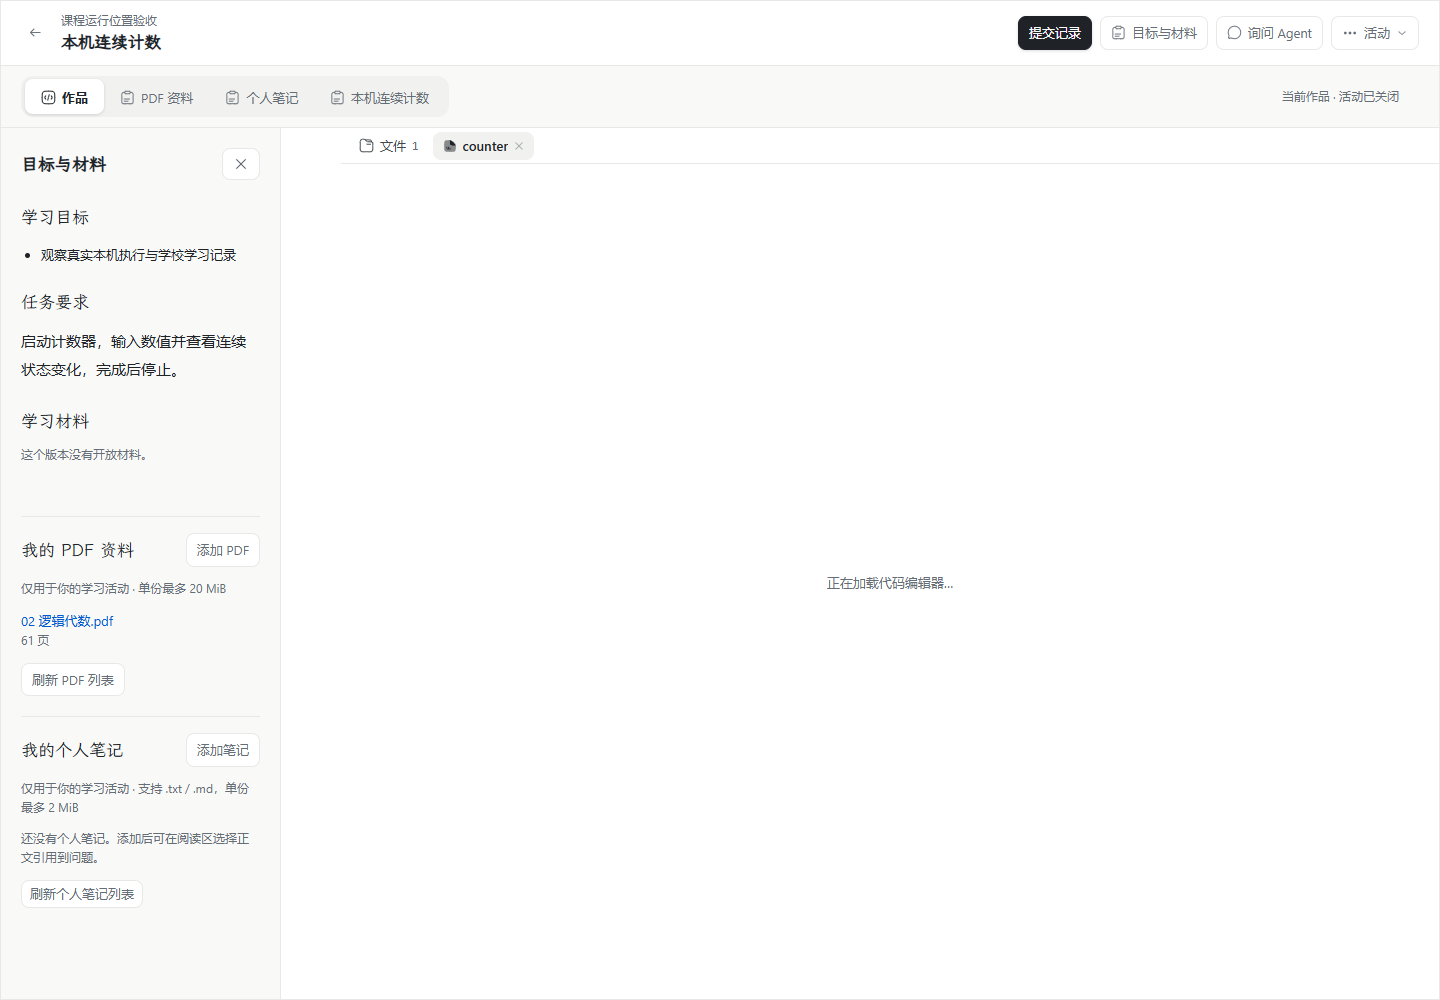 课程运行位置验收
本机连续计数
提交记录
目标与材料
询问 Agent
活动
作品
PDF 资料
个人笔记
本机连续计数
当前作品 · 活动已关闭
目标与材料
学习目标
观察真实本机执行与学校学习记录
任务要求
启动计数器，输入数值并查看连续
状态变化，完成后停止。
学习材料
这个版本没有开放材料。
我的 PDF 资料
添加 PDF
仅用于你的学习活动 · 单份最多 20 MiB
02 逻辑代数.pdf
61 页
刷新 PDF 列表
我的个人笔记
添加笔记
仅用于你的学习活动 · 支持 .txt / .md，单份
最多 2 MiB
还没有个人笔记。添加后可在阅读区选择正
文引用到问题。
刷新个人笔记列表
文件 1
counter
正在加载代码编辑器...